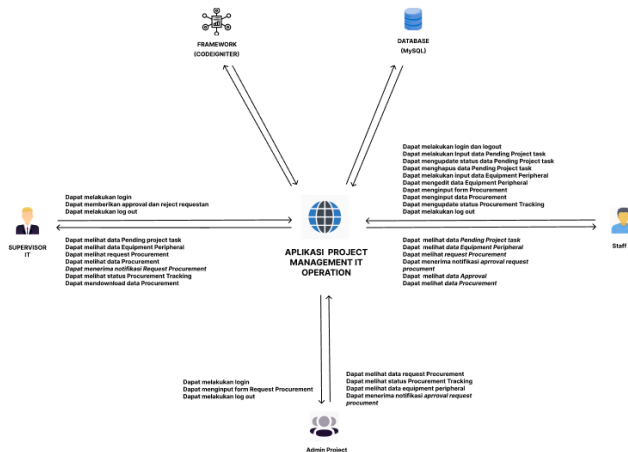 FRAMEWORK
(CODEIGNITER)
DATABASE
(MySQL)
Dapat melakukan login dan logout
Dapat melakukan Input data Pending Project task
Dapat mengupdate status data Pending Project task
Dapat menghapus data Pending Project task
Dapat melakukan input data Equipment Peripheral
Dapat mengedit data Equipment Peripheral
Dapat menginput form Procurement
Dapat menginput data Procurement
Dapat mengupdate status Procurement Tracking
Dapat melakukan log out
Dapat melakukan login
Dapat memberikan approval dan reject requestan
Dapat melakukan log out
SUPERVISOR
IT
APLIKASI PROJECT
MANAGEMENT IT
OPERATION
Staff
Dapat melihat data Pending project task
Dapat melihat data Equipment Peripheral
Dapat melihat request Procurement
Dapat melihat data Procurement
Dapat menerima notifikasi Request Procurement
Dapat melihat status Procurement Tracking
Dapat mendownload data Procurement
Dapat melihat data Pending Project task
Dapat melihat data Equipment Peripheral
Dapat melihat request Procurement
Dapat menerima notifikasi aprroval request
procument
Dapat melihat data Approval
Dapat melihat data Procurement
Dapat melakukan login
Dapat menginput form Request Procurement
Dapat melakukan log out
Dapat melihat data request Procurement
Dapat melihat status Procurement Tracking
Dapat melihat data equipment peripheral
Dapat menerima notifikasi aprroval request
procument
Admin Project